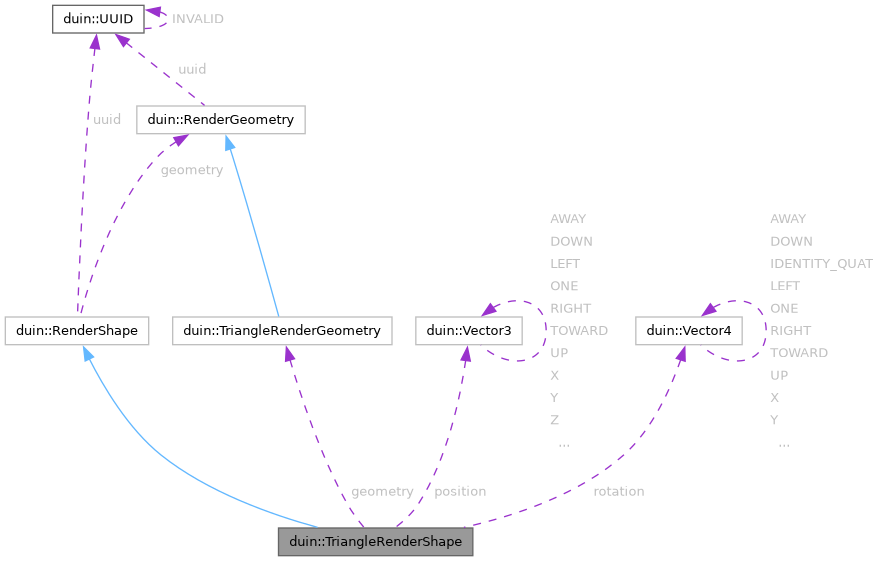 duin::UUID
INVALID
uuid
uuid
duin::RenderGeometry
geometry
AWAY
DOWN
LEFT
ONE
RIGHT
TOWARD
UP
X
Y
Z
...
AWAY
DOWN
IDENTITY_QUAT
LEFT
ONE
RIGHT
TOWARD
UP
X
Y
...
duin::RenderShape
duin::TriangleRenderGeometry
duin::Vector3
duin::Vector4
geometry
position
rotation
duin::TriangleRenderShape